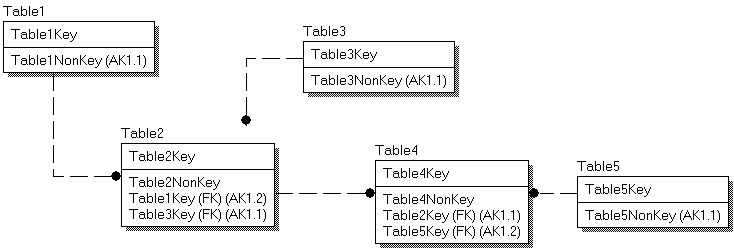 Table1
Table1Key
Table1NonKey (AK1.1)
Table3
Table3Key
Table3NonKey (AK1.1)
Table2
Table2Key
Table2NonKey
Table1Key (FK) (AK1.2)
Table3Key (FK) (AK1.1)
Table4
Table4Key
Table4NonKey
Table2Key (FK) (AK1.1)
Table5Key (FK) (AK1.2)
Table5
Table5Key
Table5NonKey (AK1.1)